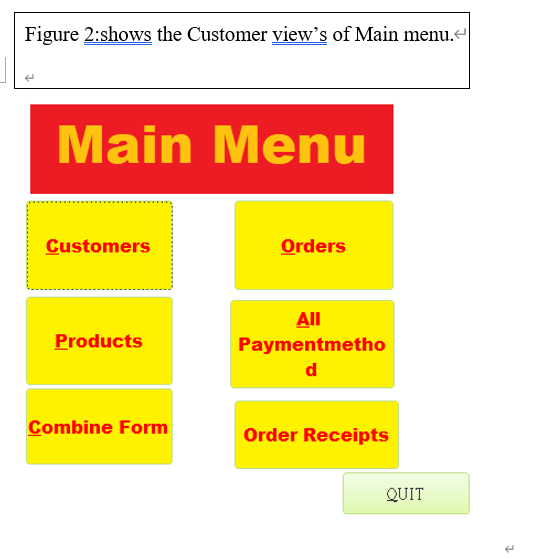 Figure 2:shows the Customer view’s of Main menu.
Main Menu
Customers
Orders
Products
All
Paymentmetho
d
Combine Form
Order Receipts
QUIT